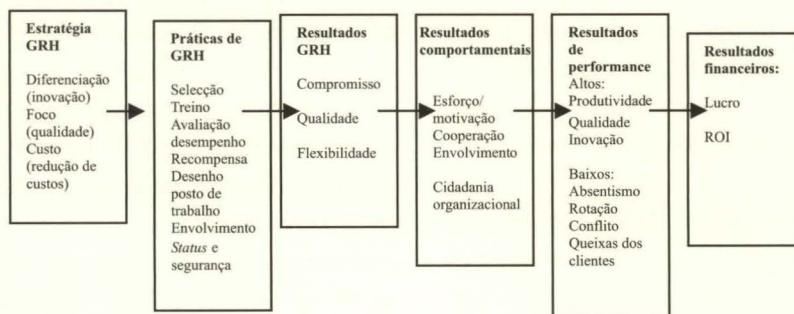 Estratégia
GRH
Diferenciação
(inovação)
Foco
(qualidade)
Custo
(redução de
custos)
Práticas de
GRH
Selecção
Treino
Avaliação
desempenho
Recompensa
Desenho
posto de
trabalho
Envolvimento
Status e
segurança
Resultados
GRH
Compromisso
Qualidade
Flexibilidade
Resultados
comportamentais
Esforço/
motivação
Cooperação
Envolvimento
Cidadania
organizacional
Resultados
de
performance
Altos:
Produtividade
Qualidade
Inovação
Baixos:
Absentismo
Rotação
Conflito
Queixas dos
clientes
Resultados
financeiros:
Lucro
ROI